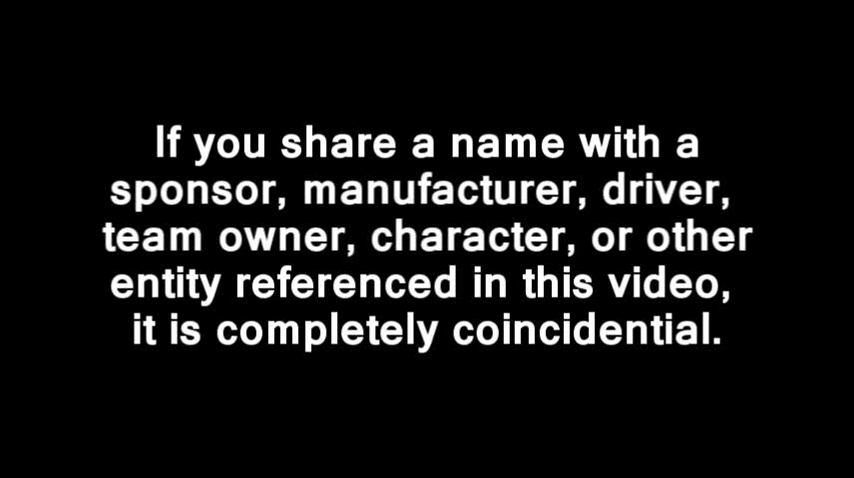 If you share a name with a
sponsor, manufacturer, driver,
team owner, character, or other
entity referenced in this video,
it is completely coincidential.